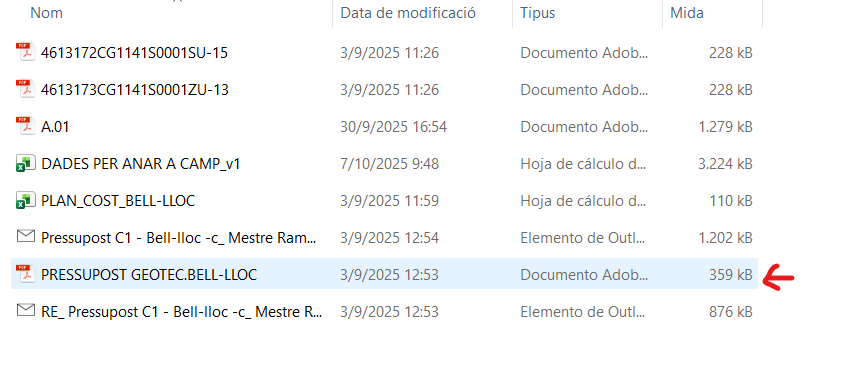 Nom Data de modificació Tipus Mida
4613172CG1141S0001SU-15 3/9/2025 11:26 Documento Adob... 228 kB
4613173CG1141S0001ZU-13 3/9/2025 11:26 Documento Adob... 228 kB
A.01 30/9/2025 16:54 Documento Adob... 1.279 kB
DADES PER ANAR A CAMP_v1 7/10/2025 9:48 Hoja de cálculo d... 3.224 kB
PLAN_COST_BELL-LLOC 3/9/2025 11:59 Hoja de cálculo d... 110 kB
Pressupost C1 - Bell-lloc -c_ Mestre Ram... 3/9/2025 12:54 Elemento de Outl... 1.202 kB
PRESSUPOST GEOTEC.BELL-LLOC 3/9/2025 12:53 Documento Adob... 359 kB
RE_ Pressupost C1 - Bell-lloc -c_ Mestre R... 3/9/2025 12:53 Elemento de Outl... 876 kB